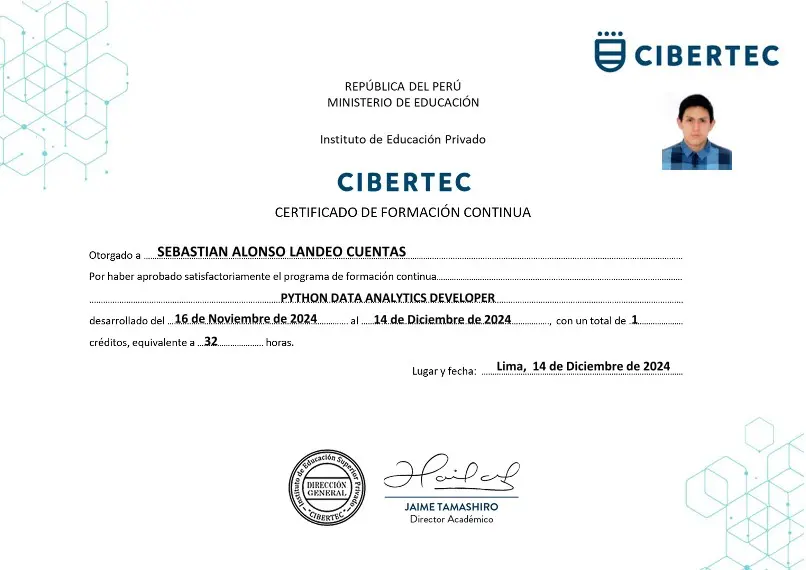 CIBERTEC
REPÚBLICA DEL PERÚ
MINISTERIO DE EDUCACIÓN
Instituto de Educación Privado
CIBERTEC
CERTIFICADO DE FORMACIÓN CONTINUA
Otorgado a SEBASTIAN ALONSO LANDEO CUENTAS
Por haber aprobado satisfactoriamente el programa de formación continua
PYTHON DATA ANALYTICS DEVELOPER
desarrollado del 16 de Noviembre de 2024 al 14 de Diciembre de 2024, con un total de 1
créditos, equivalente a 32 horas.
Lugar y fecha: Lima, 14 de Diciembre de 2024
Instituto de Educación Superior Privado
DIRECCIÓN
GENERAL
"CIBERTEC"
JAIME TAMASHIRO
Director Académico